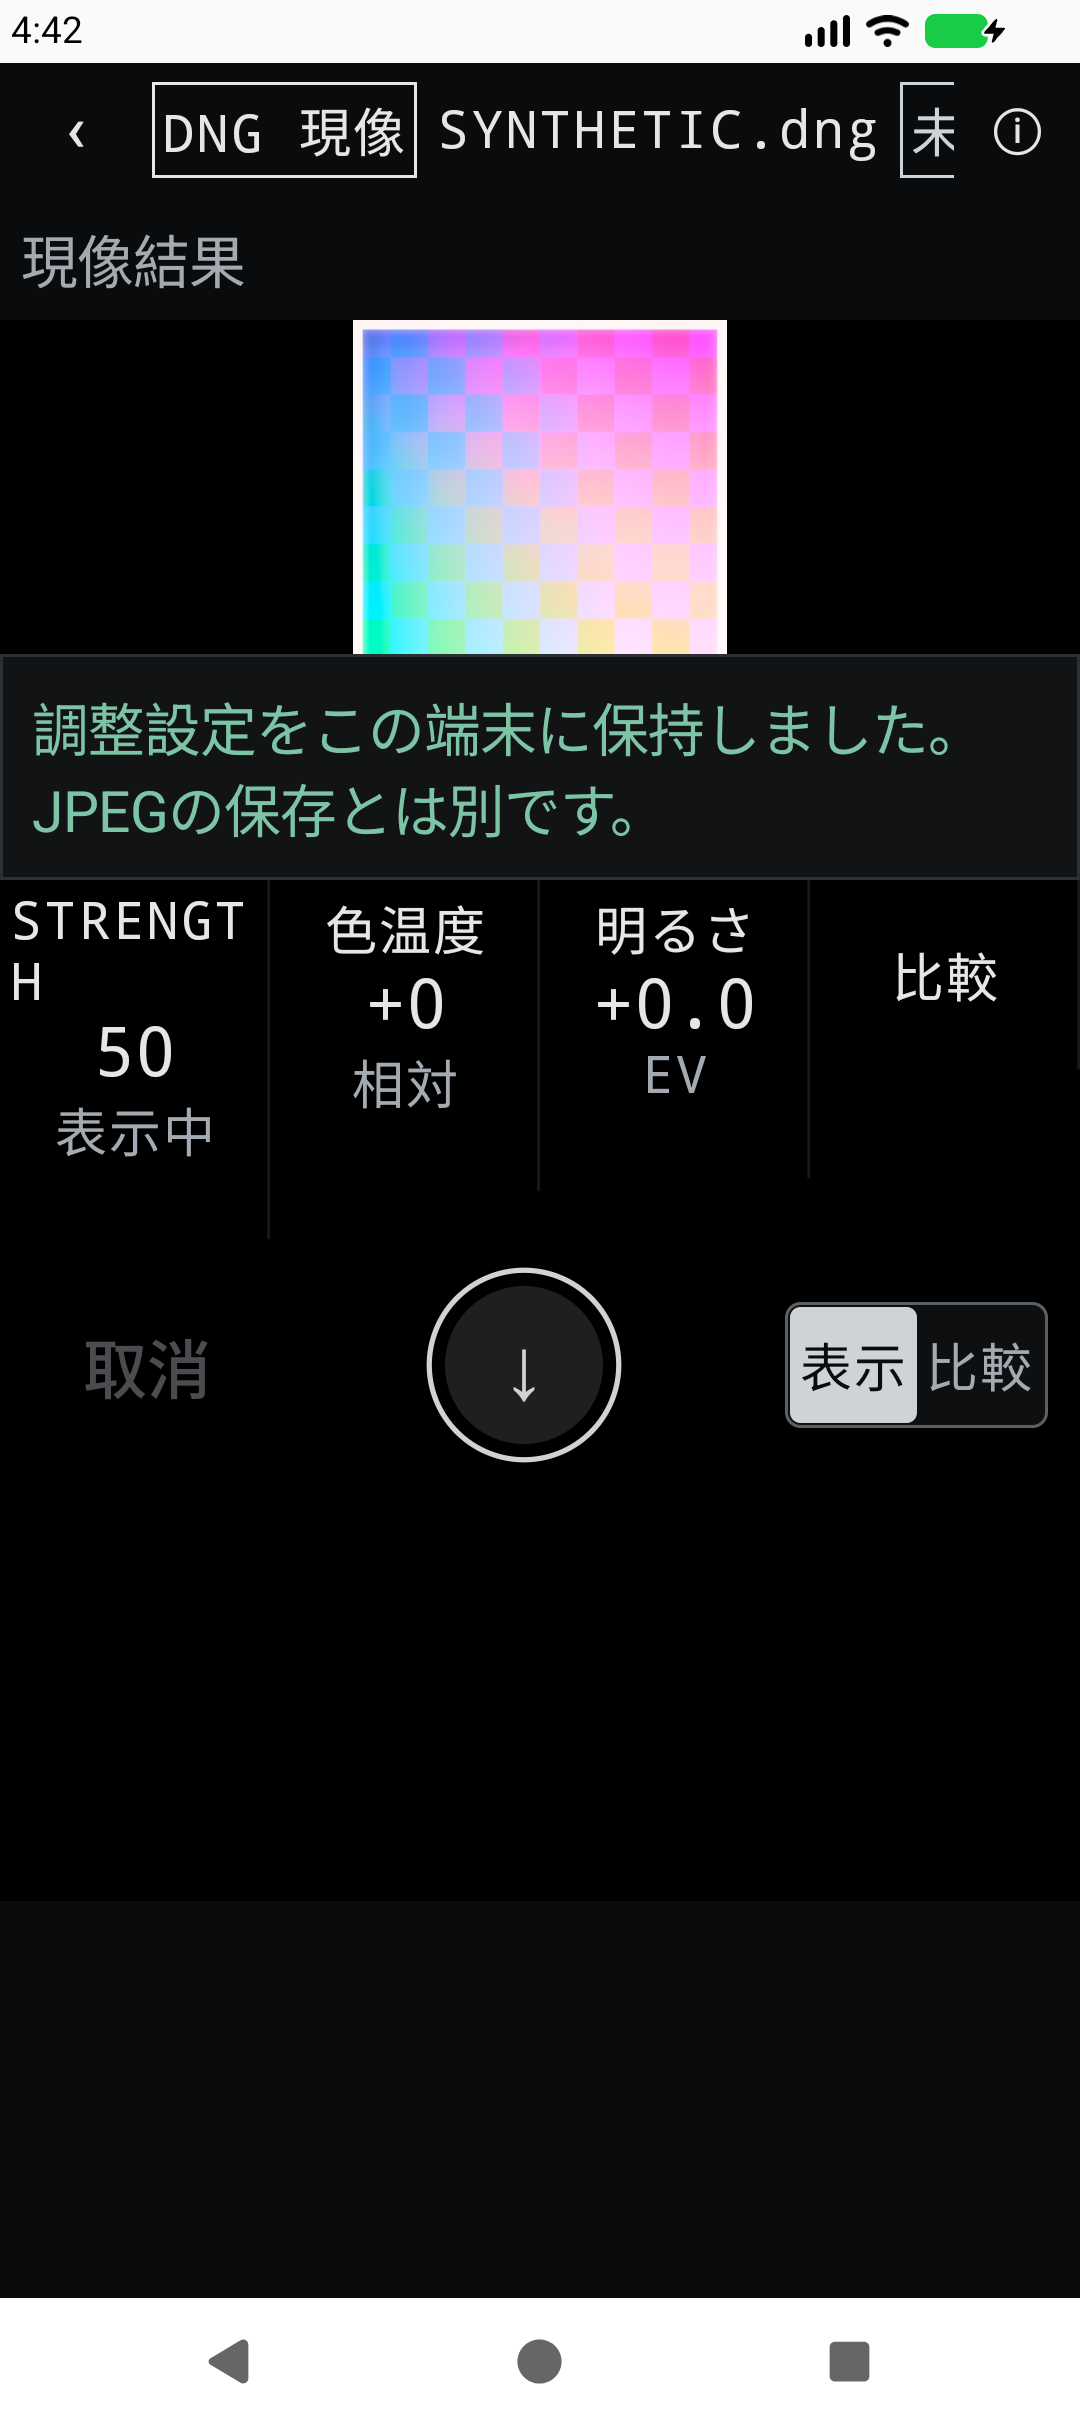 4:42
‹ DNG 現像 SYNTHETIC.dng 未
現像結果
調整設定をこの端末に保持しました。
JPEGの保存とは別です。
STRENGT
H
50
表示中
色温度
+0
相対
明るさ
+0.0
EV
比較
取消
↓
表示 比較